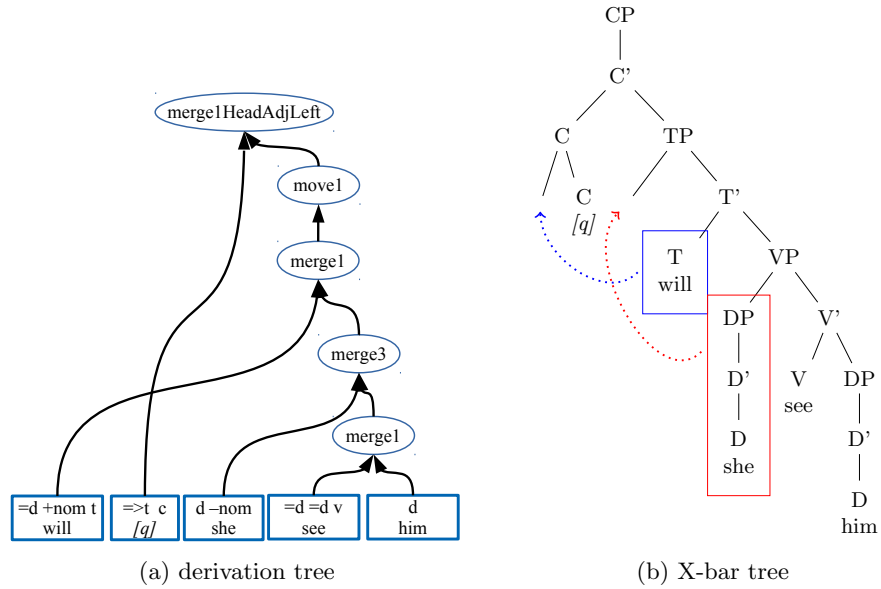 merge1HeadAdjLeft
move1
merge1
merge3
merge1
=d +nom t
will
=>t c
[q]
d –nom
she
=d =d v
see
d
him
(a) derivation tree
CP
C'
C TP
C T'
[q]
T VP
will
DP V'
D' V DP
see
D D'
she
D
him
(b) X-bar tree